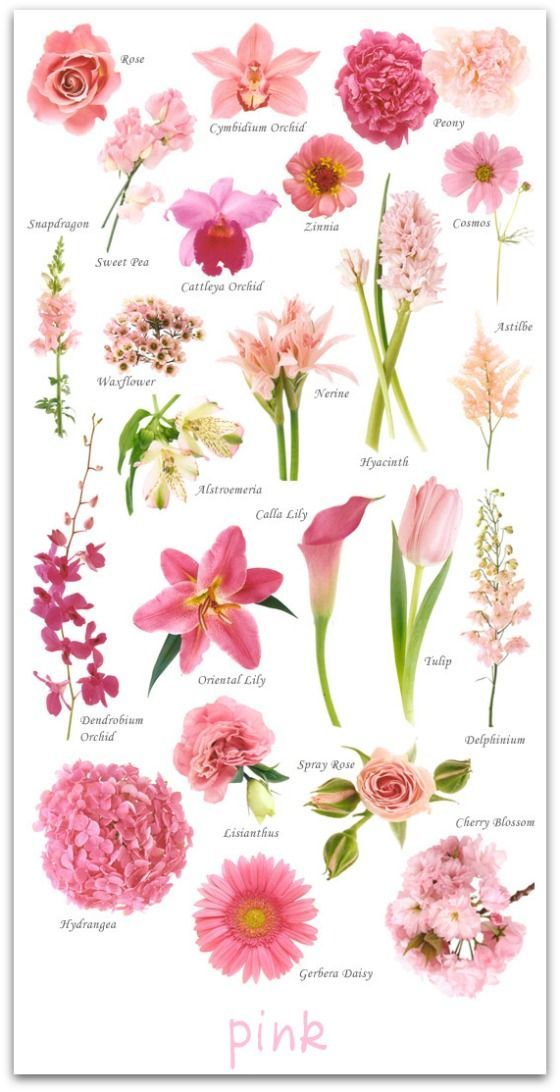 Rose
Cymbidium Orchid
Peony
Zinnia
Cosmos
Snapdragon
Sweet Pea
Cattleya Orchid
Astilbe
Waxflower
Nerine
Hyacinth
Alstroemeria
Calla Lily
Oriental Lily
Tulip
Dendrobium
Orchid
Delphinium
Spray Rose
Lisianthus
Cherry Blossom
Hydrangea
Gerbera Daisy
pink